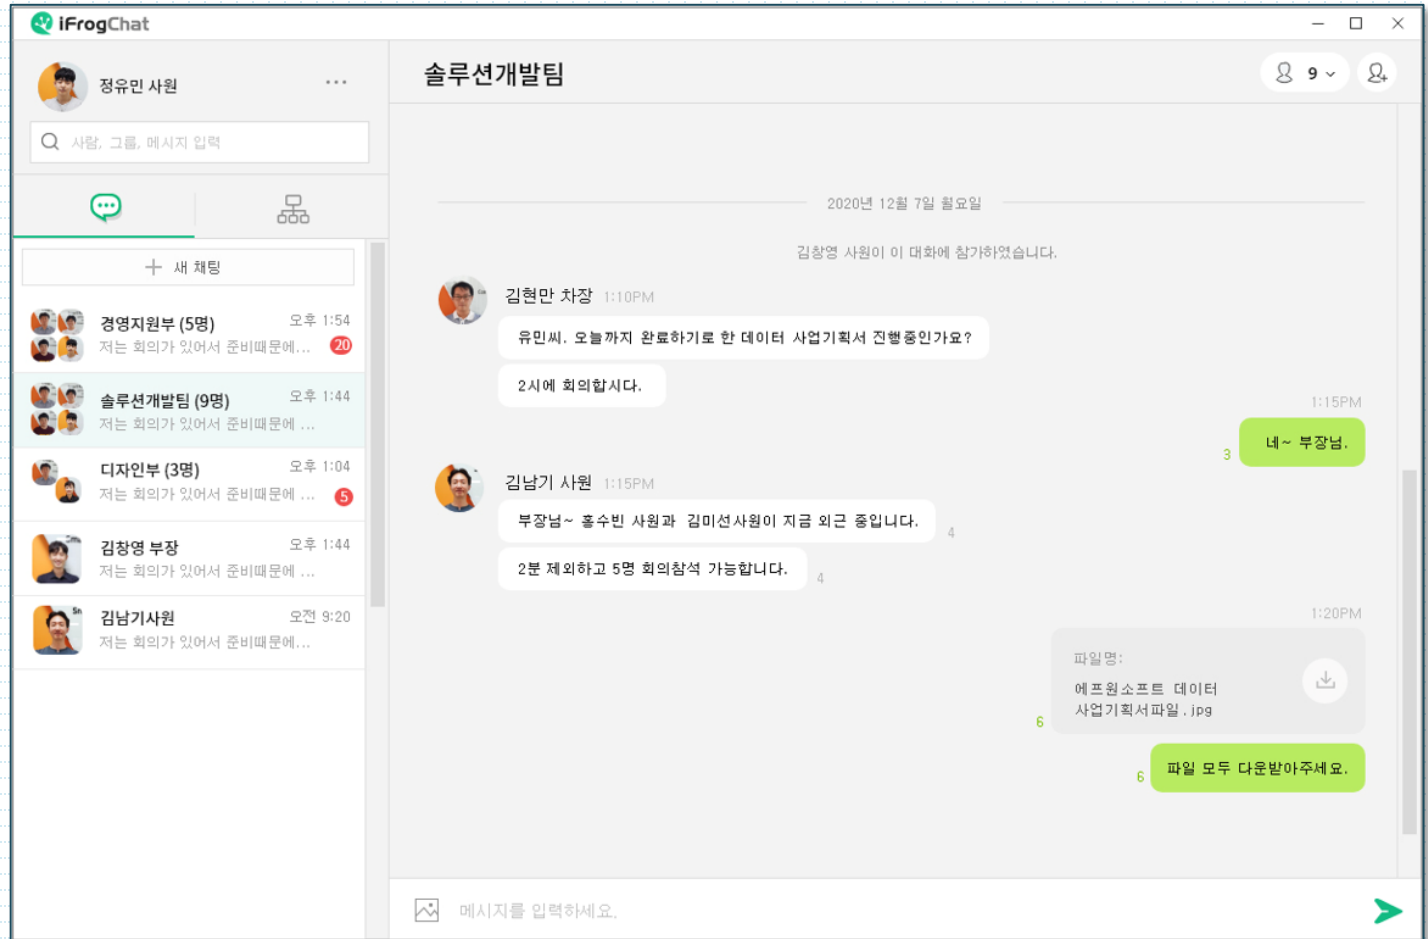 iFrogChat
정유민 사원
사람, 그룹, 메시지 입력
새 채팅
경영지원부 (5명)
오후 1:54
저는 회의가 있어서 준비때문에...
20
솔루션개발팀 (9명)
오후 1:44
저는 회의가 있어서 준비때문에 ...
디자인부 (3명)
오후 1:04
저는 회의가 있어서 준비때문에 ...
5
김창영 부장
오후 1:44
저는 회의가 있어서 준비때문에 ...
김남기사원
오전 9:20
저는 회의가 있어서 준비때문에...
솔루션개발팀
9
2020년 12월 7일 월요일
김창영 사원이 이 대화에 참가하였습니다.
김현만 차장 1:10PM
유민씨. 오늘까지 완료하기로 한 데이터 사업기획서 진행중인가요?
2시에 회의합시다.
1:15PM
네~ 부장님.
3
김남기 사원 1:15PM
부장님~ 홍수빈 사원과 김미선사원이 지금 외근 중입니다.
4
2분 제외하고 5명 회의참석 가능합니다.
4
1:20PM
파일명:
에프원소프트 데이터
사업기획서파일.jpg
6
파일 모두 다운받아주세요.
6
메시지를 입력하세요.